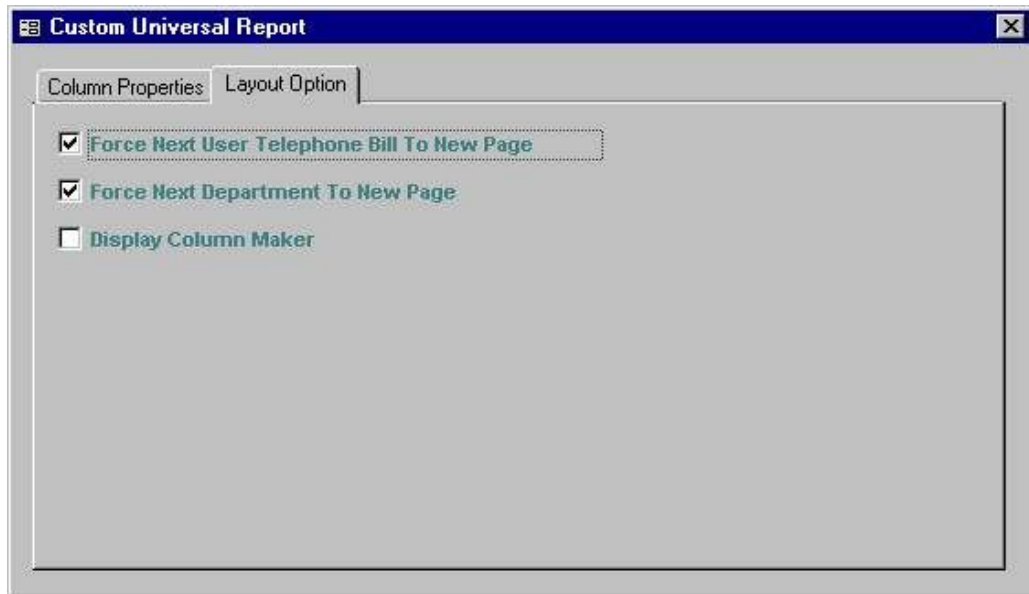 Custom Universal Report
Column Properties Layout Option
Force Next User Telephone Bill To New Page
Force Next Department To New Page
Display Column Maker